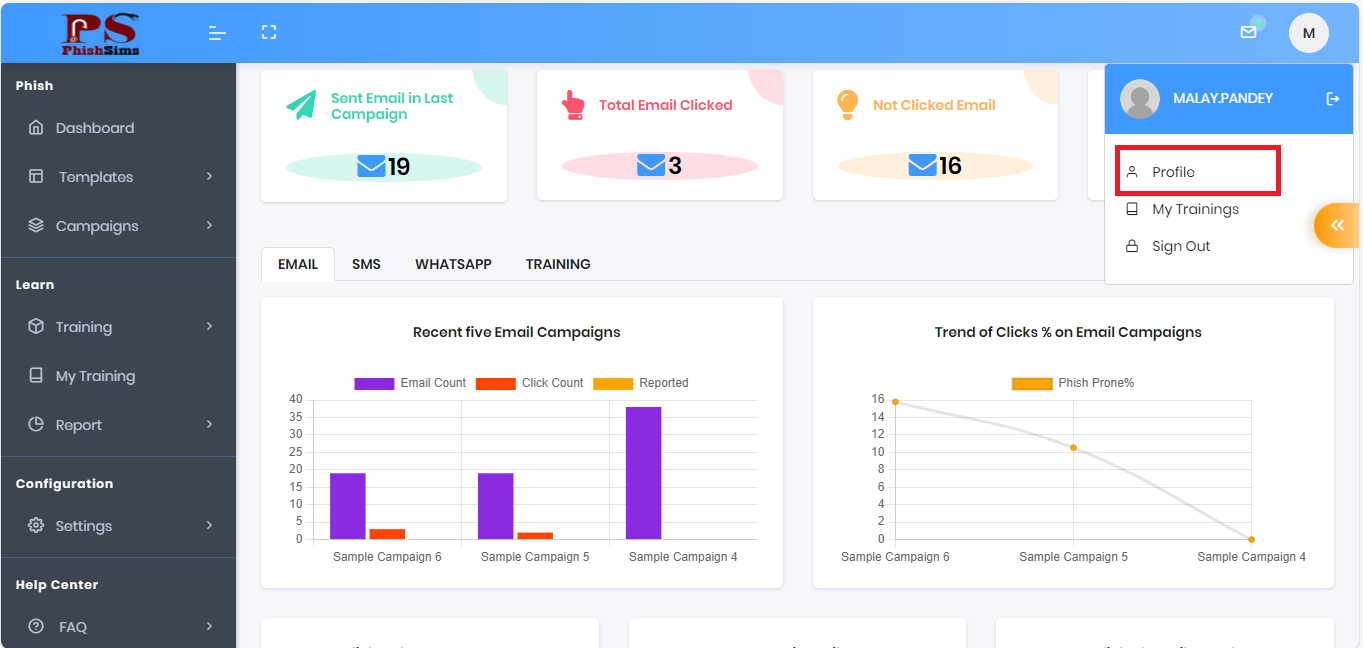 PS
PhishSims
M
Phish
Dashboard
Templates
Campaigns
Learn
Training
My Training
Report
Configuration
Settings
Help Center
FAQ
Sent Email in Last
Campaign
19
Total Email Clicked
3
Not Clicked Email
16
MALAY.PANDEY
Profile
My Trainings
Sign Out
EMAIL SMS WHATSAPP TRAINING
Recent five Email Campaigns
Email Count Click Count Reported
40
35
30
25
20
15
10
5
0
Sample Campaign 6 Sample Campaign 5 Sample Campaign 4
Trend of Clicks % on Email Campaigns
Phish Prone%
16
14
12
10
8
6
4
2
0
Sample Campaign 6 Sample Campaign 5 Sample Campaign 4